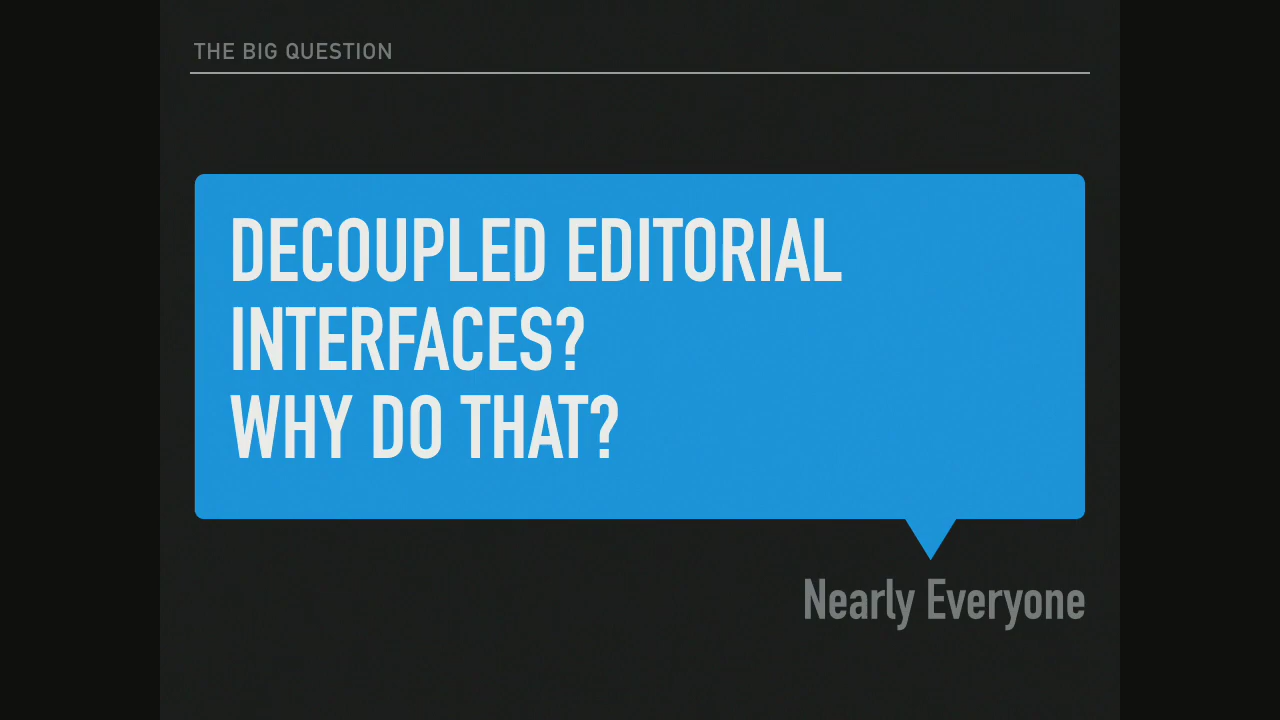 THE BIG QUESTION
DECOUPLED EDITORIAL
INTERFACES?
WHY DO THAT?
Nearly Everyone